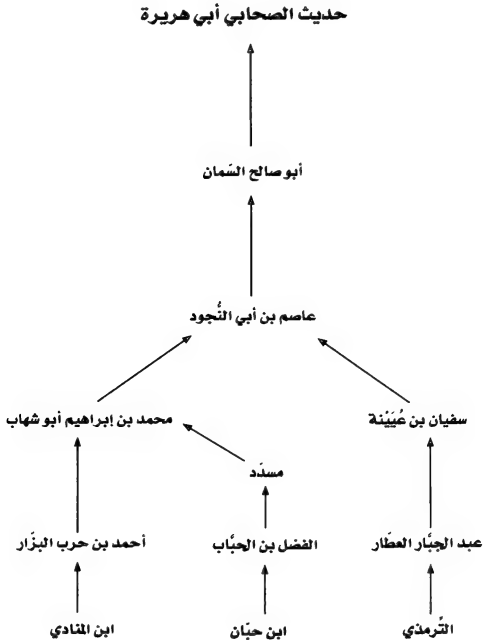 حديث الصحابي أبي هريرة
أبو صالح السّمان
عاصم بن أبي النُّجود
سفيان بن عُيَيْنة
محمد بن إبراهيم أبو شهاب
مسدّد
عبد الجبَّار العطّار
الفضل بن الحبَّاب
أحمد بن حرب البزّار
التُّرمذي
ابن حبّان
ابن المنادي